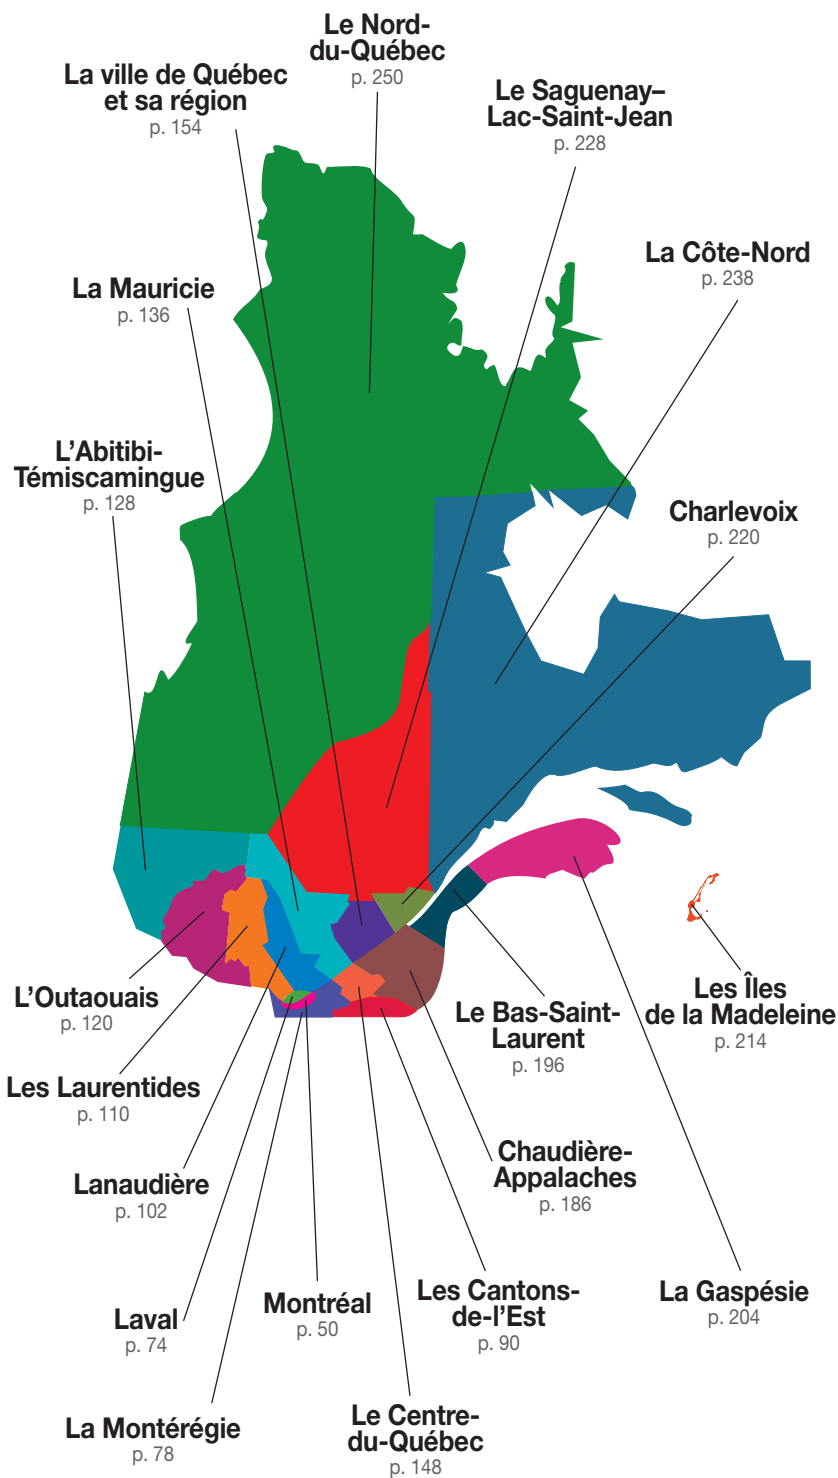 Le Nord-
du-Québec
p. 250
La ville de Québec
et sa région
p. 154
Le Saguenay–
Lac-Saint-Jean
p. 228
La Côte-Nord
p. 238
La Mauricie
p. 136
L’Abitibi-
Témiscamingue
p. 128
Charlevoix
p. 220
L’Outaouais
p. 120
Les Îles
de la Madeleine
p. 214
Le Bas-Saint-
Laurent
p. 196
Les Laurentides
p. 110
Chaudière-
Appalaches
p. 186
Lanaudière
p. 102
Laval
p. 74
Montréal
p. 50
Les Cantons-
de-l’Est
p. 90
La Gaspésie
p. 204
La Montérégie
p. 78
Le Centre-
du-Québec
p. 148